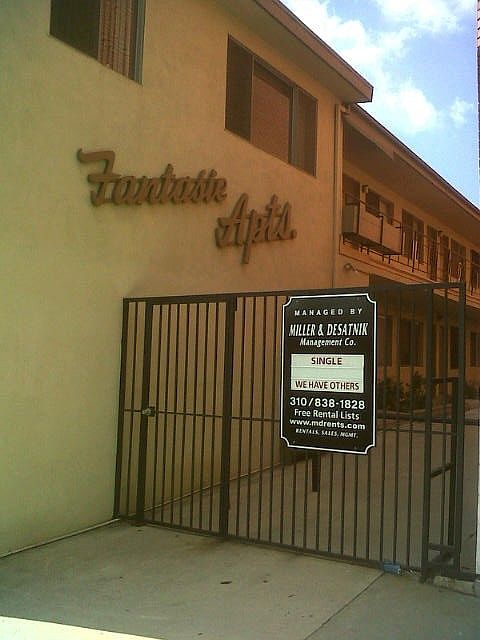 Fantasie
Apts.
MANAGED BY
MILLER & DESATNIK
Management Co.
SINGLE
WE HAVE OTHERS
310/838-1828
Free Rental Lists
www.mdrents.com
RENTALS, SALES, MGMT.